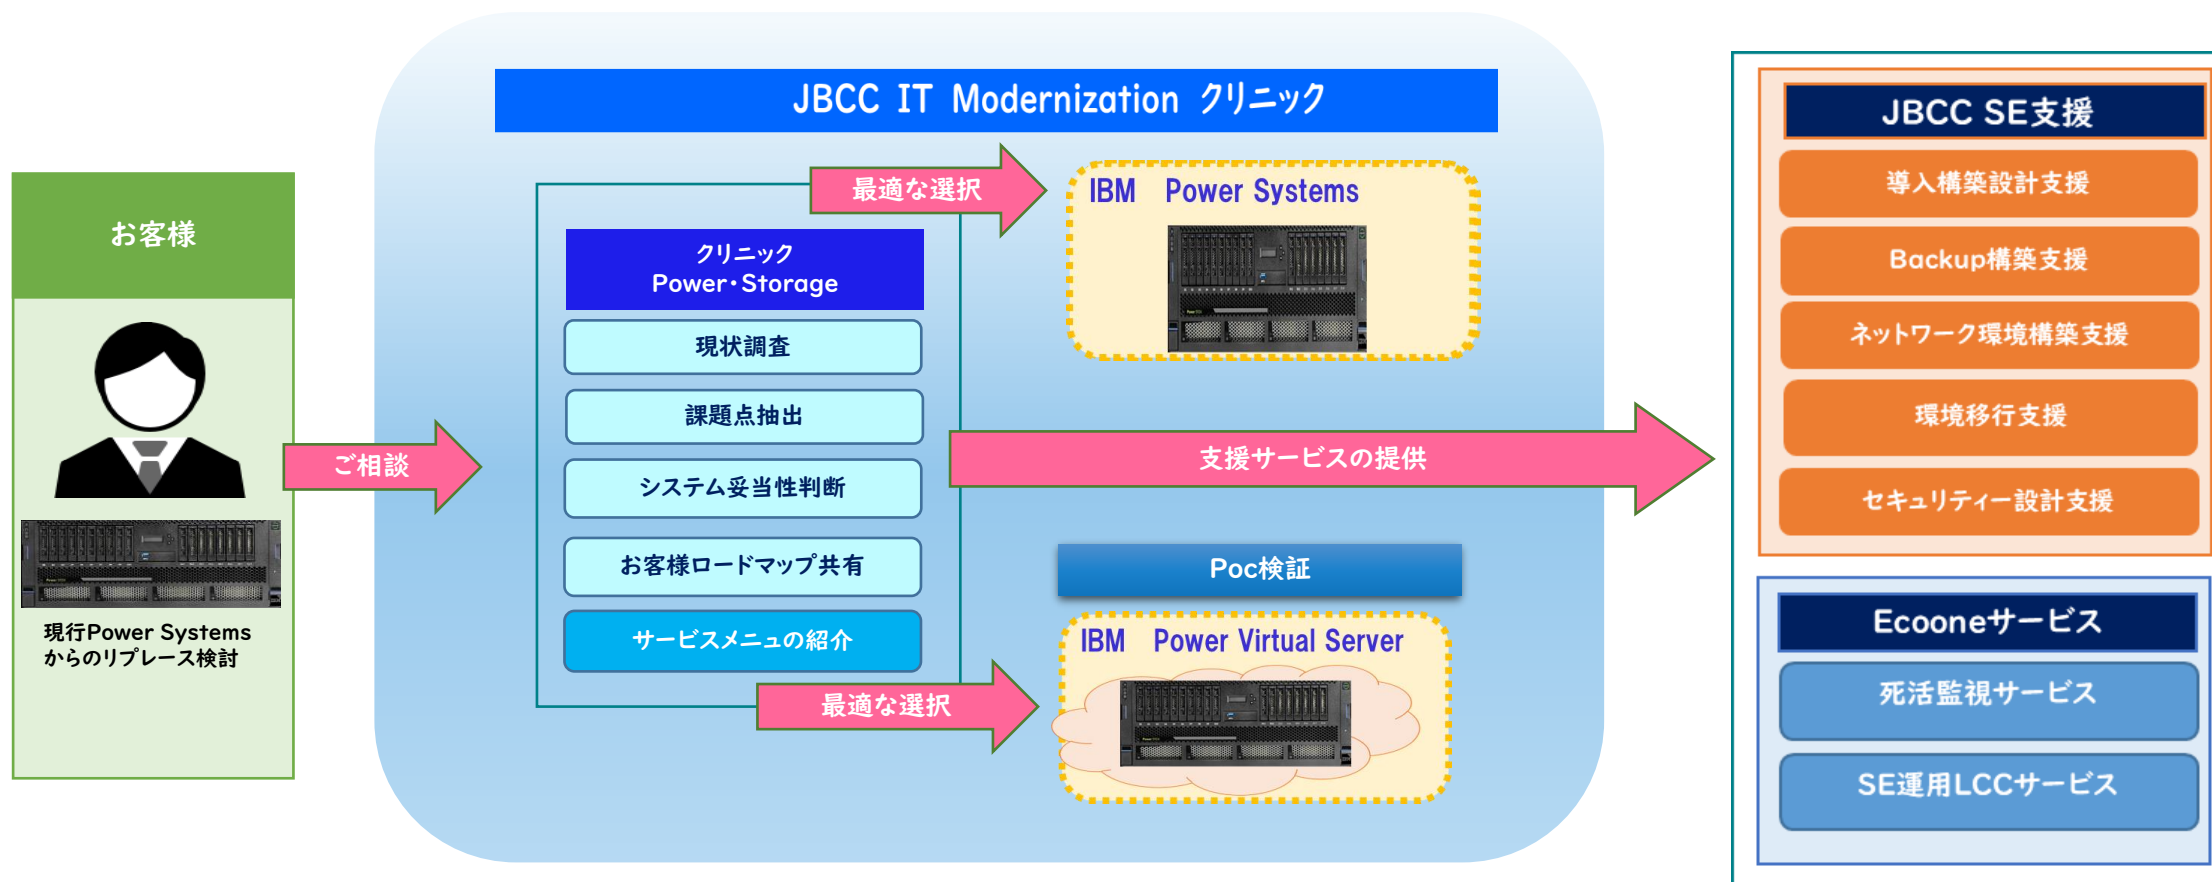 お客様
現行Power Systems
からのリプレース検討
ご相談
JBCC IT Modernization クリニック
クリニック
Power・Storage
現状調査
課題点抽出
システム妥当性判断
お客様ロードマップ共有
サービスメニュの紹介
最適な選択
IBM Power Systems
支援サービスの提供
Poc検証
最適な選択
IBM Power Virtual Server
JBCC SE支援
導入構築設計支援
Backup構築支援
ネットワーク環境構築支援
環境移行支援
セキュリティー設計支援
Ecooneサービス
死活監視サービス
SE運用LCCサービス